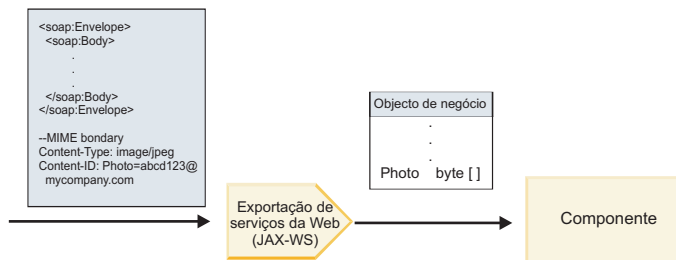 <soap:Envelope>
<soap:Body>
.
.
.
</soap:Body>
</soap:Envelope>
--MIME bondary
Content-Type: image/jpeg
Content-ID: Photo=abcd123@
mycompany.com
Objecto de negócio
.
.
.
Photo byte [ ]
Exportação de
serviços da Web
(JAX-WS)
Componente